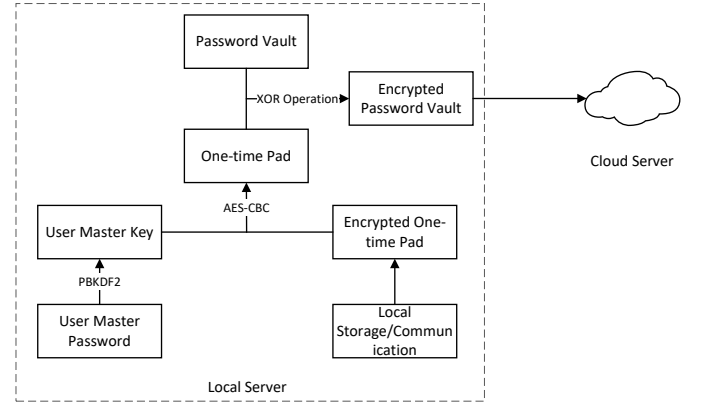 Password Vault
XOR Operation
Encrypted
Password Vault
One-time Pad
Cloud Server
AES-CBC
User Master Key
Encrypted One-
time Pad
PBKDF2
User Master
Password
Local
Storage/Commun
ication
Local Server